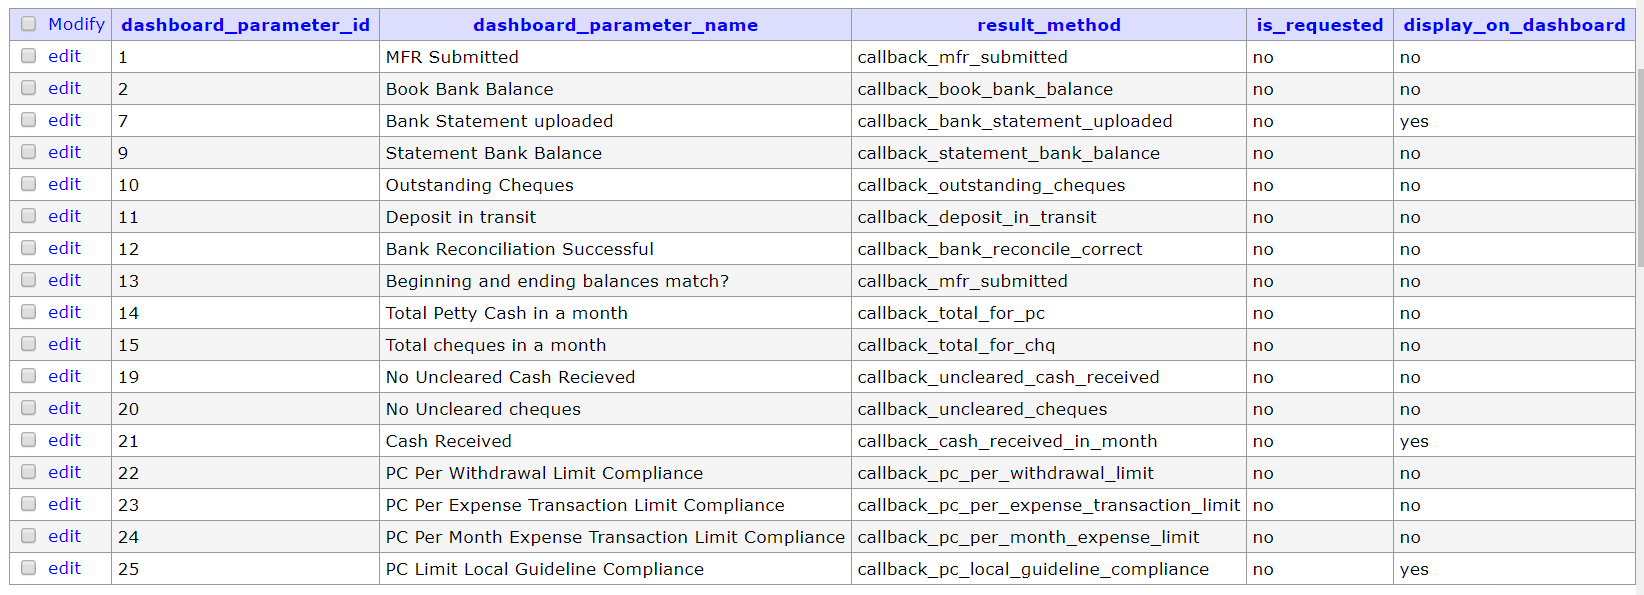 Modify dashboard_parameter_id dashboard_parameter_name result_method is_requested display_on_dashboard
edit 1 MFR Submitted callback_mfr_submitted no no
edit 2 Book Bank Balance callback_book_bank_balance no no
edit 7 Bank Statement uploaded callback_bank_statement_uploaded no yes
edit 9 Statement Bank Balance callback_statement_bank_balance no no
edit 10 Outstanding Cheques callback_outstanding_cheques no no
edit 11 Deposit in transit callback_deposit_in_transit no no
edit 12 Bank Reconciliation Successful callback_bank_reconcile_correct no no
edit 13 Beginning and ending balances match? callback_mfr_submitted no no
edit 14 Total Petty Cash in a month callback_total_for_pc no no
edit 15 Total cheques in a month callback_total_for_chq no no
edit 19 No Uncleared Cash Recieved callback_uncleared_cash_received no no
edit 20 No Uncleared cheques callback_uncleared_cheques no no
edit 21 Cash Received callback_cash_received_in_month no yes
edit 22 PC Per Withdrawal Limit Compliance callback_pc_per_withdrawal_limit no no
edit 23 PC Per Expense Transaction Limit Compliance callback_pc_per_expense_transaction_limit no no
edit 24 PC Per Month Expense Transaction Limit Compliance callback_pc_per_month_expense_limit no no
edit 25 PC Limit Local Guideline Compliance callback_pc_local_guideline_compliance no yes